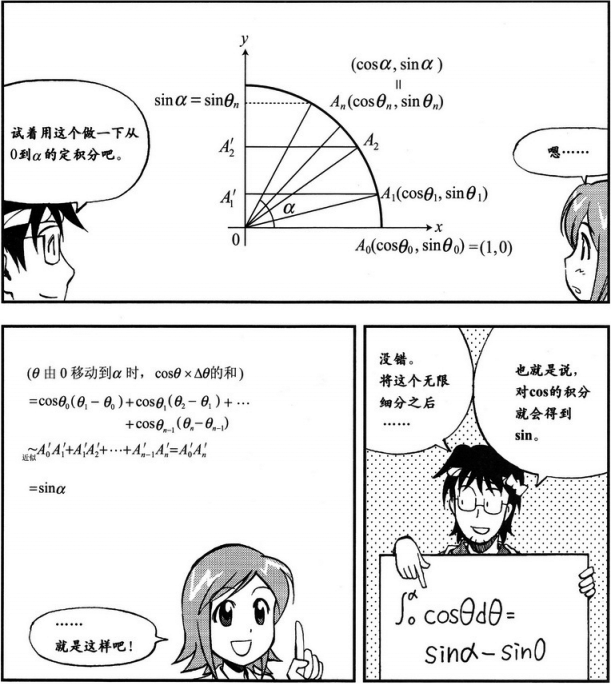 试着用这个做一下从
0到α的定积分吧。
y
(cosα, sinα)
॥
sinα=sinθₙ
Aₙ(cosθₙ, sinθₙ)
A₂′
A₂
A₁′
A₁(cosθ₁, sinθ₁)
α
0
x
A₀(cosθ₀, sinθ₀)=(1, 0)
嗯……
(θ 由 0 移动到α 时, cosθ×Δθ的和)
=cosθ₀(θ₁−θ₀)+cosθ₁(θ₂−θ₁)+…
+cosθₙ₋₁(θₙ−θₙ₋₁)
~A₀′A₁′+A₁′A₂′+…+A′ₙ₋₁Aₙ′=A₀′Aₙ′
近似
=sinα
……
就是这样吧!
没错。
将这个无限
细分之后
……
也就是说,
对cos的积分
就会得到
sin。
∫₀^α cosθdθ=
sinα−sin0